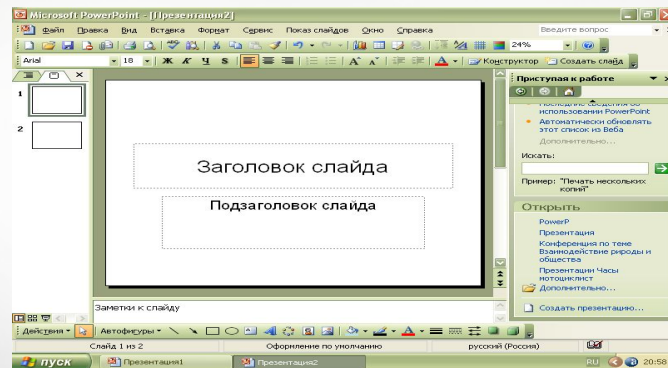 Microsoft PowerPoint - [Презентация2]
Файл Правка Вид Вставка Формат Сервис Показ слайдов Окно Справка Введите вопрос
24%
Arial 18 Ж К Ч S Конструктор Создать слайд
Приступая к работе
1
использовании PowerPoint
Автоматически обновлять
этот список из Веба
Дополнительно...
2
Искать:
Пример: "Печать нескольких
копий"
Заголовок слайда
Подзаголовок слайда
Открыть
PowerP
Презентация
Конференция по теме
Взаимодействие природы и
общества
Презентации Часы
мотоциклист
Дополнительно...
Создать презентацию...
Заметки к слайду
Действия Автофигуры
Слайд 1 из 2 Оформление по умолчанию русский (Россия)
пуск Презентация1 Презентация2 RU 20:58